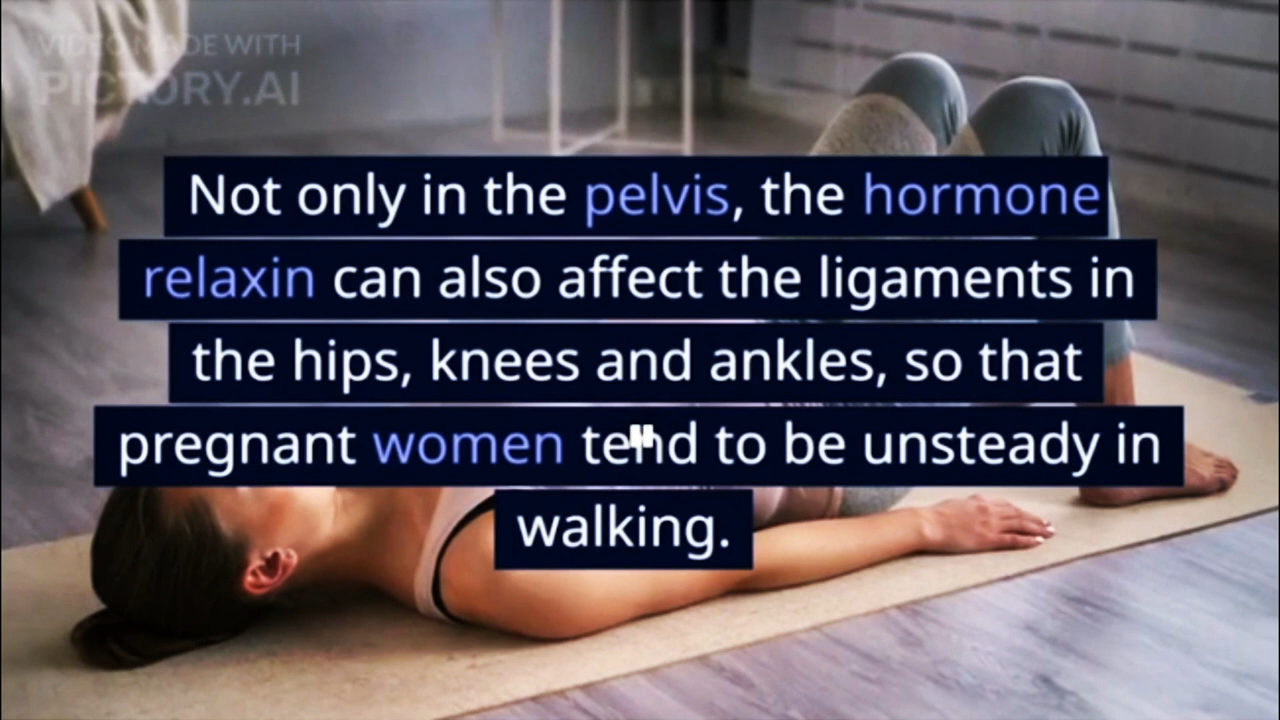 VIDEO MADE WITH
PICTORY.AI
Not only in the pelvis, the hormone
relaxin can also affect the ligaments in
the hips, knees and ankles, so that
pregnant women tend to be unsteady in
walking.